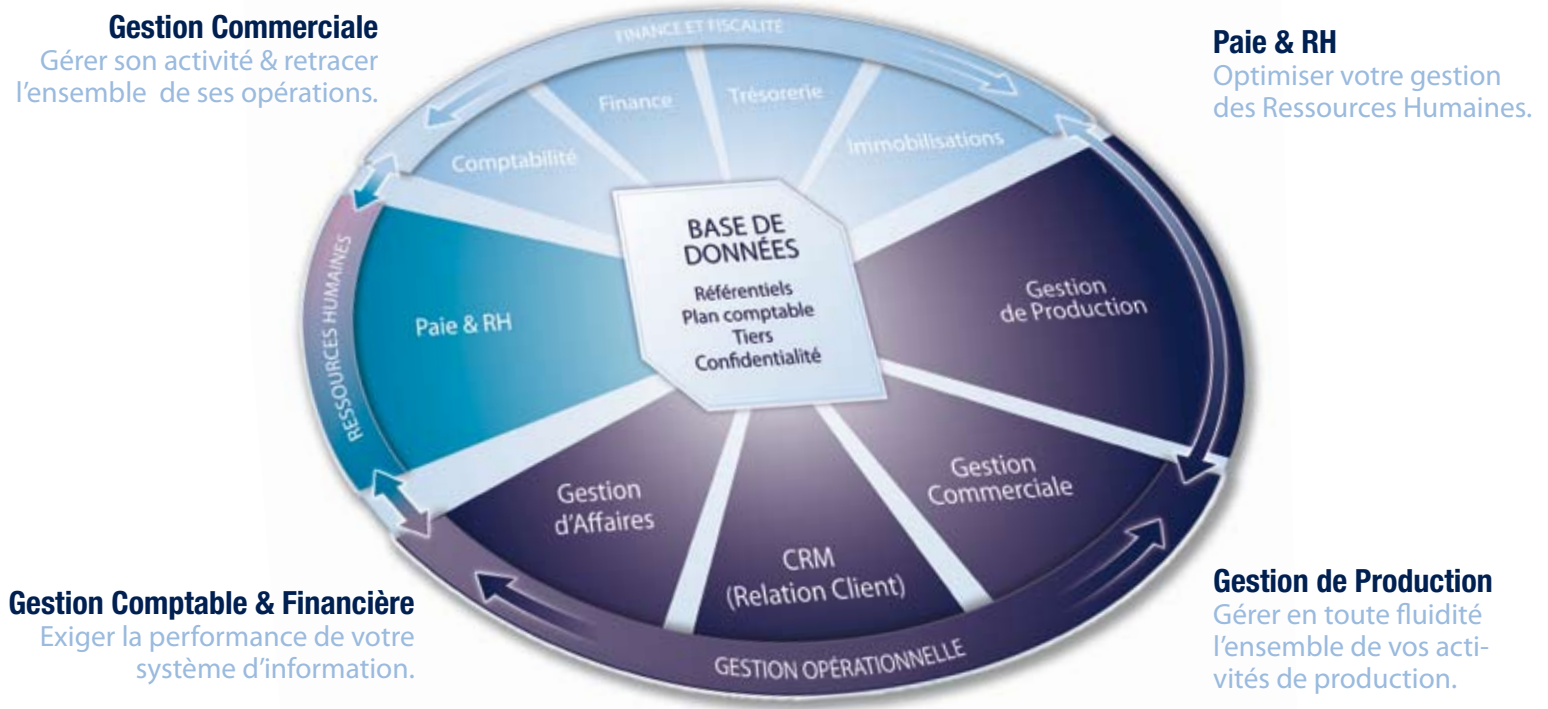 Gestion Commerciale
Gérer son activité & retracer
l'ensemble de ses opérations.
Paie & RH
Optimiser votre gestion
des Ressources Humaines.
FINANCE ET FISCALITÉ
Comptabilité
Finance
Trésorerie
Immobilisations
RESSOURCES HUMAINES
Paie & RH
BASE DE
DONNÉES
Référentiels
Plan comptable
Tiers
Confidentialité
Gestion
de Production
Gestion
d'Affaires
CRM
(Relation Client)
Gestion
Commerciale
GESTION OPÉRATIONNELLE
Gestion Comptable & Financière
Exiger la performance de votre
système d'information.
Gestion de Production
Gérer en toute fluidité
l'ensemble de vos acti-
vités de production.